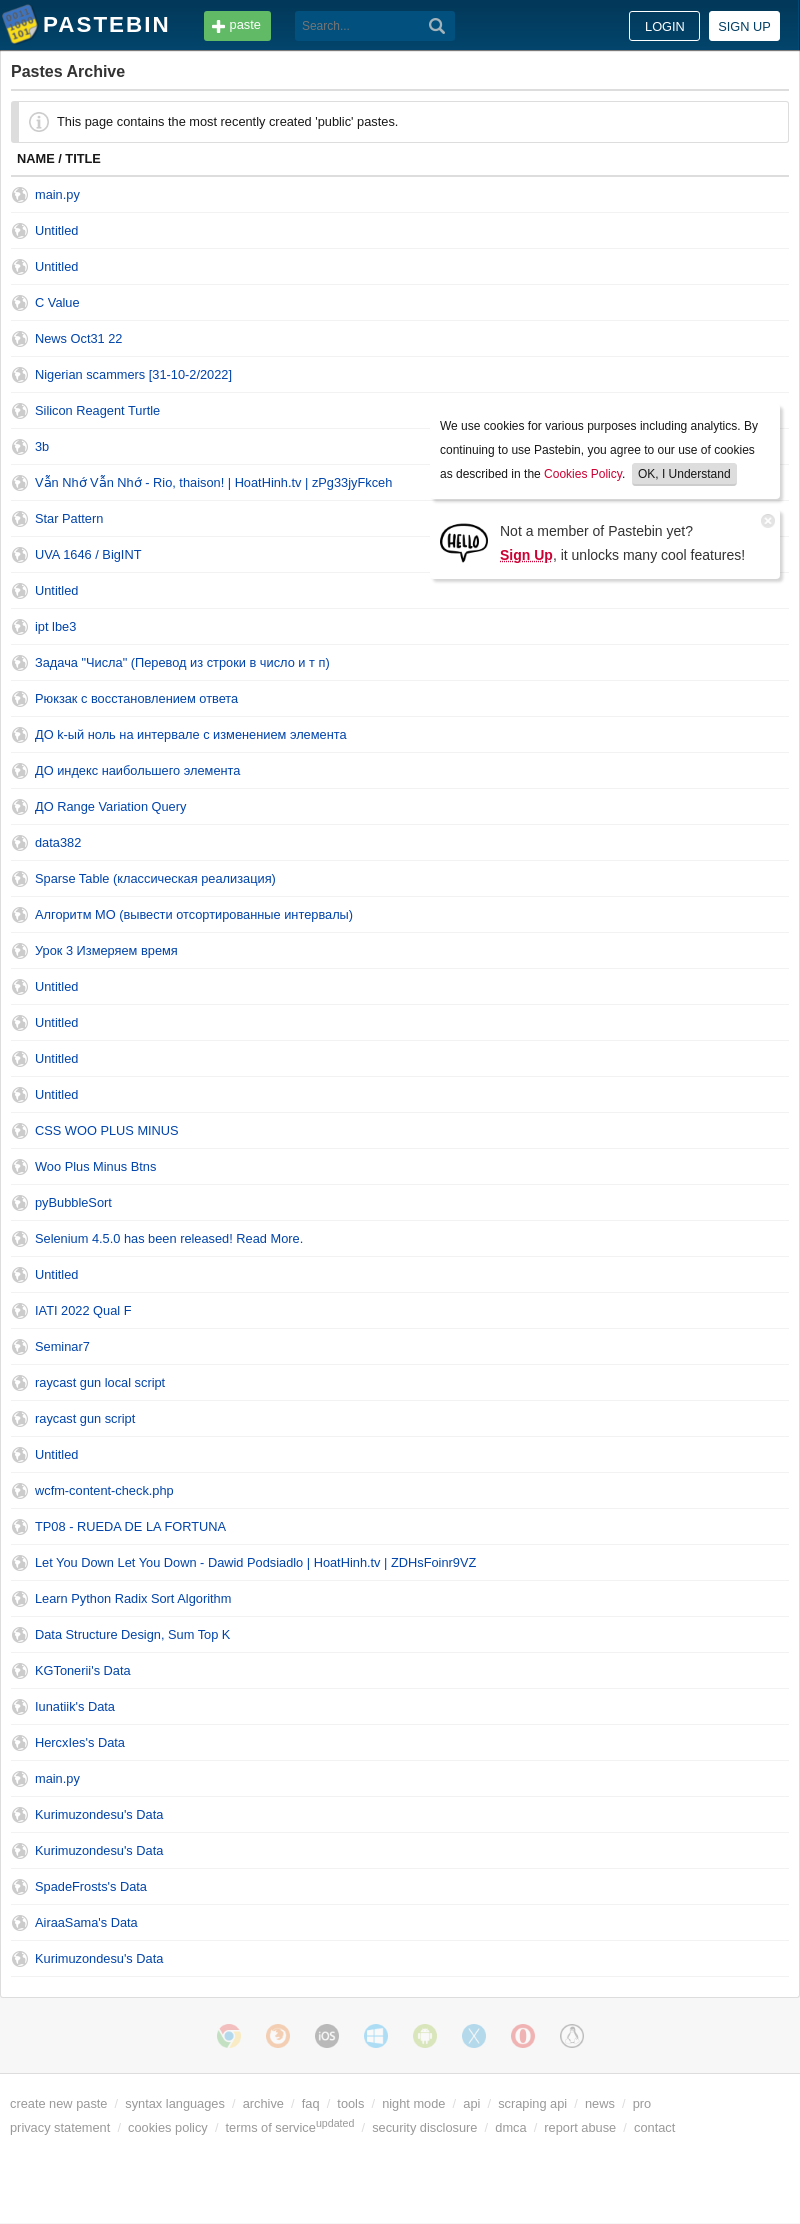 PASTEBIN paste Search... LOGIN SIGN UP
Pastes Archive
This page contains the most recently created 'public' pastes.
NAME / TITLE
main.py
Untitled
Untitled
C Value
News Oct31 22
Nigerian scammers [31-10-2/2022]
Silicon Reagent Turtle
3b
Vẫn Nhớ Vẫn Nhớ - Rio, thaison! | HoatHinh.tv | zPg33jyFkceh
Star Pattern
UVA 1646 / BigINT
We use cookies for various purposes including analytics. By
continuing to use Pastebin, you agree to our use of cookies
as described in the Cookies Policy. OK, I Understand
HELLO
Not a member of Pastebin yet?
Sign Up, it unlocks many cool features!
Untitled
ipt lbe3
Задача "Числа" (Перевод из строки в число и т п)
Рюкзак с восстановлением ответа
ДО k-ый ноль на интервале с изменением элемента
ДО индекс наибольшего элемента
ДО Range Variation Query
data382
Sparse Table (классическая реализация)
Алгоритм МО (вывести отсортированные интервалы)
Урок 3 Измеряем время
Untitled
Untitled
Untitled
Untitled
CSS WOO PLUS MINUS
Woo Plus Minus Btns
pyBubbleSort
Selenium 4.5.0 has been released! Read More.
Untitled
IATI 2022 Qual F
Seminar7
raycast gun local script
raycast gun script
Untitled
wcfm-content-check.php
TP08 - RUEDA DE LA FORTUNA
Let You Down Let You Down - Dawid Podsiadlo | HoatHinh.tv | ZDHsFoinr9VZ
Learn Python Radix Sort Algorithm
Data Structure Design, Sum Top K
KGTonerii's Data
Iunatiik's Data
HercxIes's Data
main.py
Kurimuzondesu's Data
Kurimuzondesu's Data
SpadeFrosts's Data
AiraaSama's Data
Kurimuzondesu's Data
iOS
create new paste / syntax languages / archive / faq / tools / night mode / api / scraping api / news / pro
privacy statement / cookies policy / terms of service updated / security disclosure / dmca / report abuse / contact